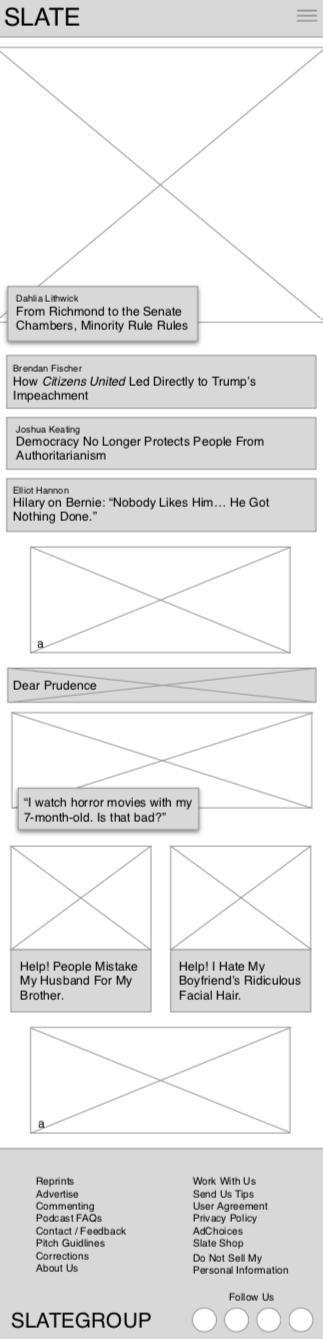 SLATE
Dahlia Lithwick
From Richmond to the Senate
Chambers, Minority Rule Rules
Brendan Fischer
How Citizens United Led Directly to Trump's
Impeachment
Joshua Keating
Democracy No Longer Protects People From
Authoritarianism
Elliot Hannon
Hilary on Bernie: “Nobody Likes Him… He Got
Nothing Done.”
a
Dear Prudence
“I watch horror movies with my
7-month-old. Is that bad?”
Help! People Mistake
My Husband For My
Brother.
Help! I Hate My
Boyfriend's Ridiculous
Facial Hair.
a
Reprints
Advertise
Commenting
Podcast FAQs
Contact / Feedback
Pitch Guidlines
Corrections
About Us
Work With Us
Send Us Tips
User Agreement
Privacy Policy
AdChoices
Slate Shop
Do Not Sell My
Personal Information
Follow Us
SLATEGROUP